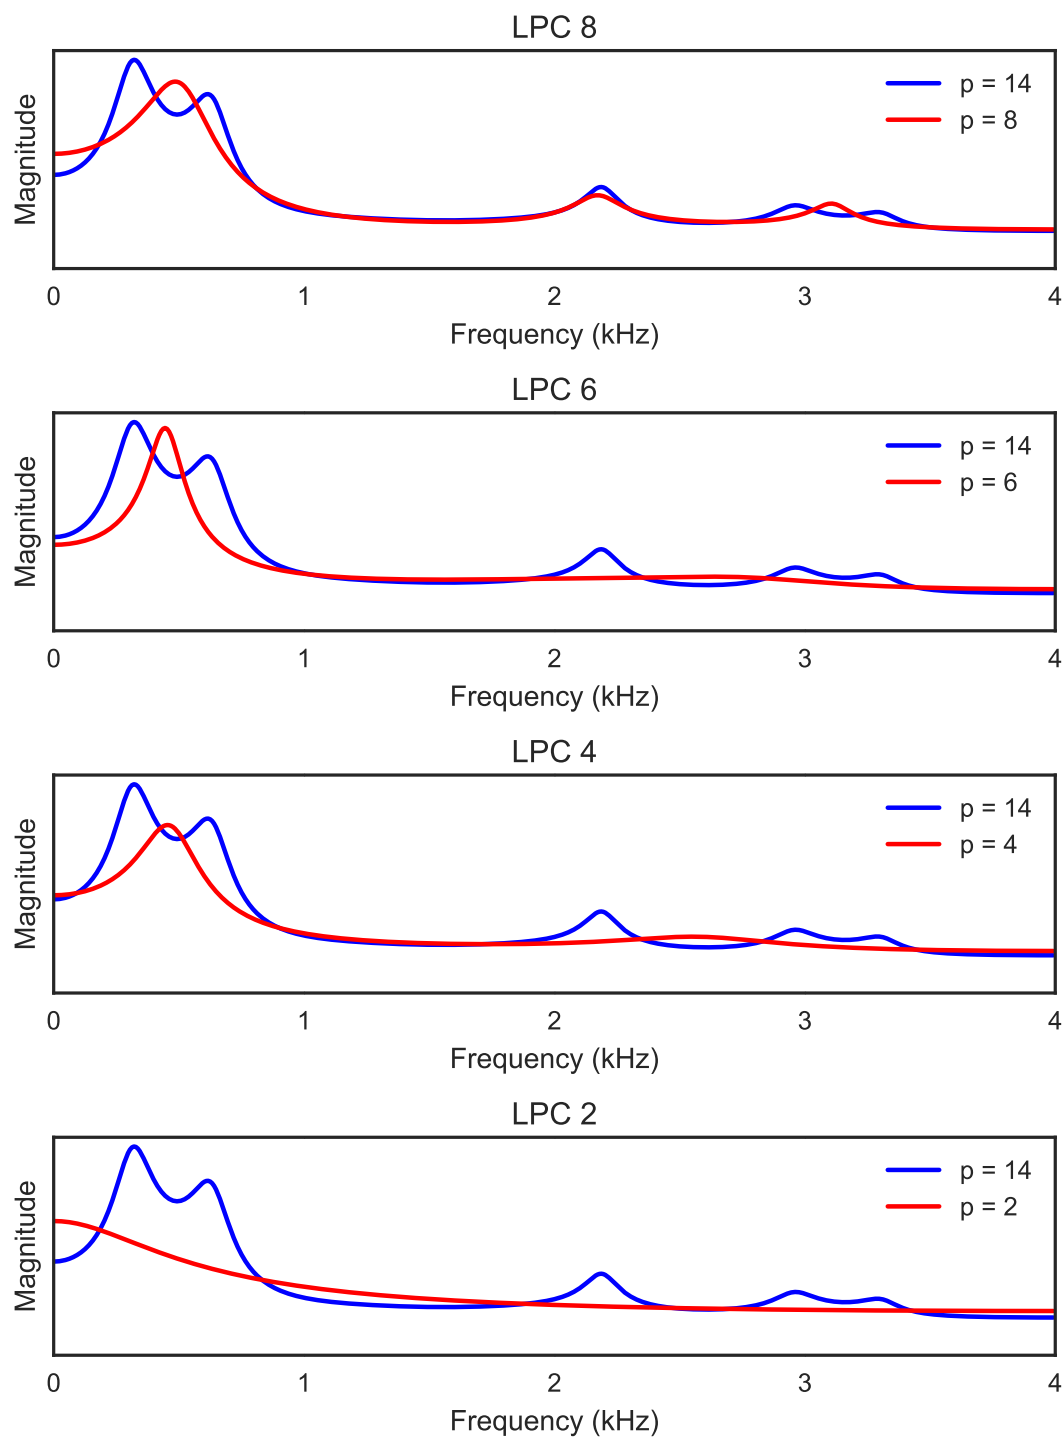 LPC 8
Magnitude
p = 14
p = 8
0 1 2 3 4
Frequency (kHz)
LPC 6
Magnitude
p = 14
p = 6
0 1 2 3 4
Frequency (kHz)
LPC 4
Magnitude
p = 14
p = 4
0 1 2 3 4
Frequency (kHz)
LPC 2
Magnitude
p = 14
p = 2
0 1 2 3 4
Frequency (kHz)